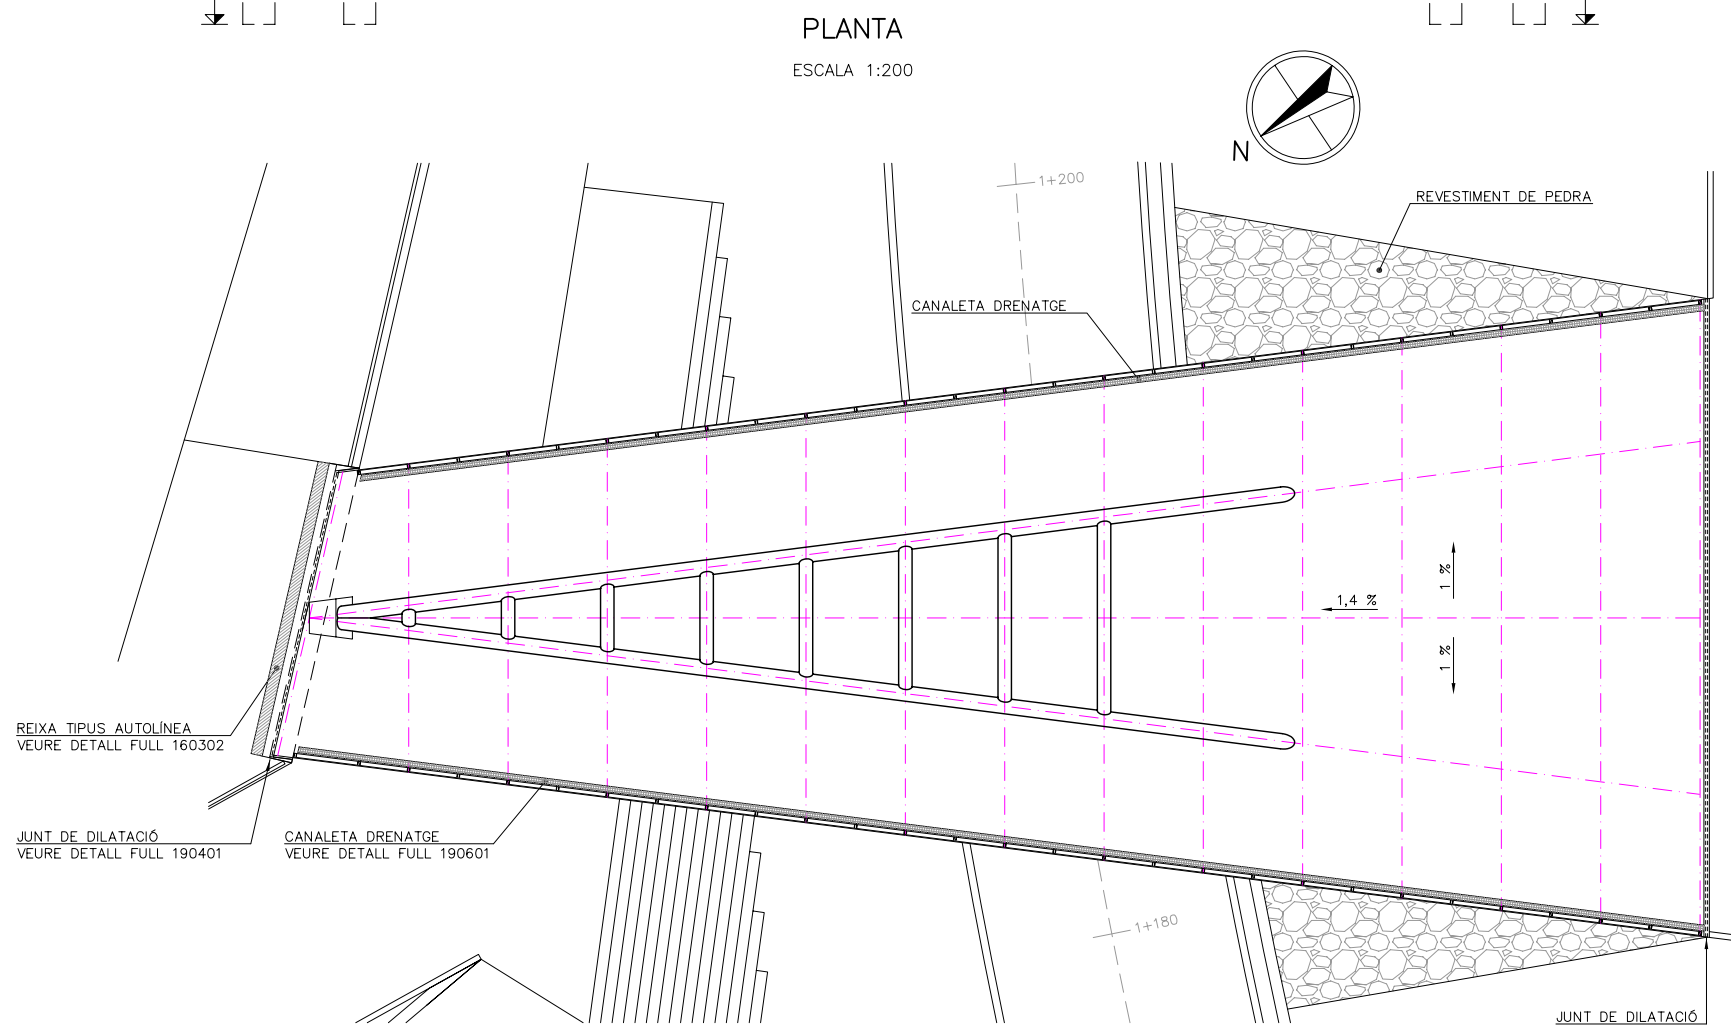 PLANTA
ESCALA 1:200
N
1+200
REVESTIMENT DE PEDRA
CANALETA DRENATGE
1 %
1,4 %
1 %
REIXA TIPUS AUTOLÍNEA
VEURE DETALL FULL 160302
JUNT DE DILATACIÓ
VEURE DETALL FULL 190401
CANALETA DRENATGE
VEURE DETALL FULL 190601
1+180
JUNT DE DILATACIÓ